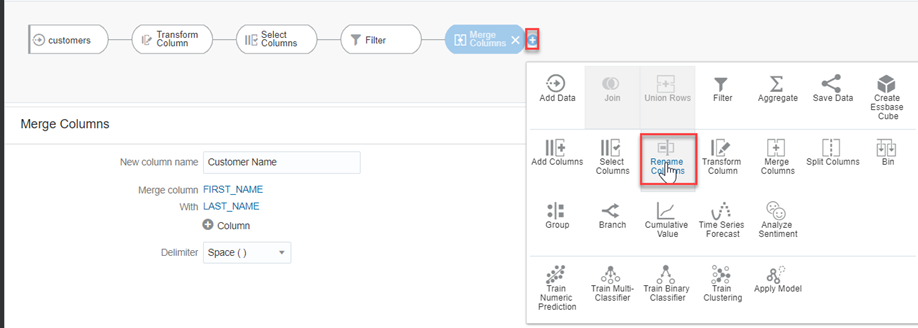 customers
Transform
Column
Select
Columns
Filter
Merge
Columns
Add Data
Join
Union Rows
Filter
Aggregate
Save Data
Create
Essbase
Cube
Merge Columns
Add Columns
Select
Columns
Rename
Columns
Transform
Column
Merge
Columns
Split Columns
Bin
New column name Customer Name
Merge column FIRST_NAME
With LAST_NAME
Column
Delimiter Space ( )
Group
Branch
Cumulative
Value
Time Series
Forecast
Analyze
Sentiment
Train
Numeric
Prediction
Train Multi-
Classifier
Train Binary
Classifier
Train
Clustering
Apply Model